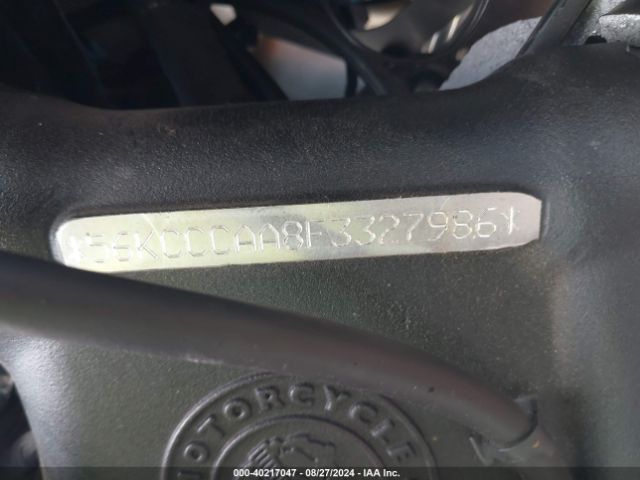 *56KCCCAA8F3327986*
MOTORCYCLE
000-40217047 - 08/27/2024 - IAA Inc.